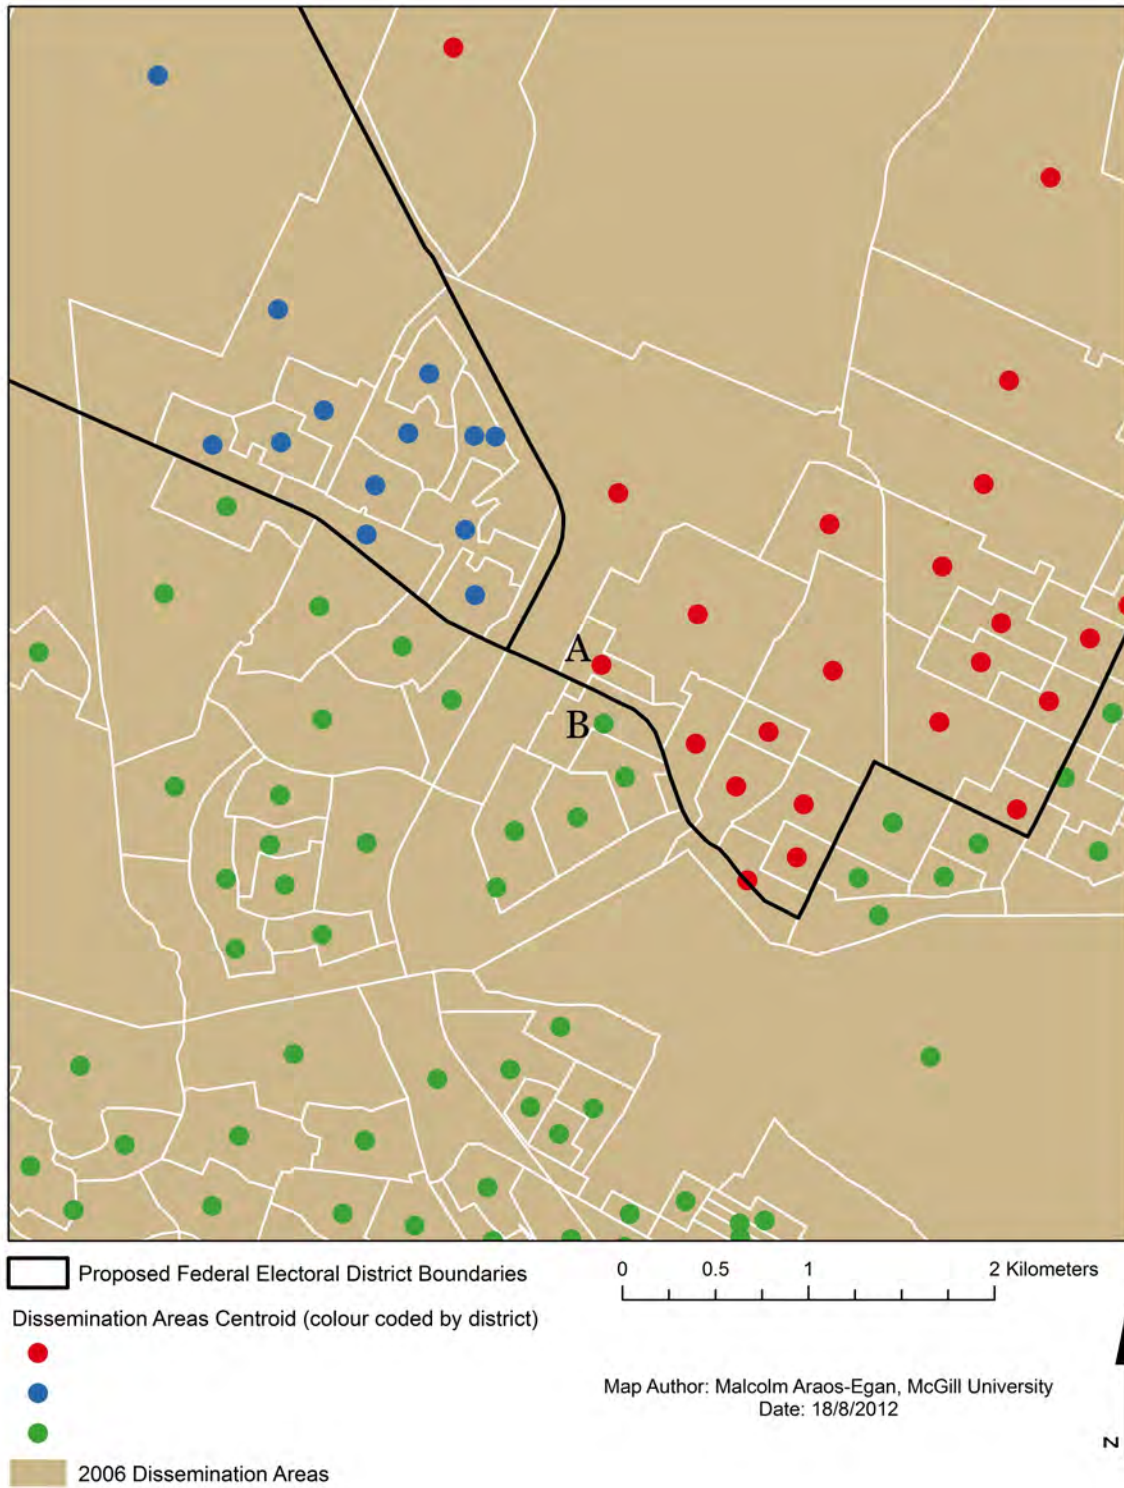 A
B
Proposed Federal Electoral District Boundaries
0 0.5 1 2 Kilometers
Dissemination Areas Centroid (colour coded by district)
Map Author: Malcolm Araos-Egan, McGill University
Date: 18/8/2012
N
2006 Dissemination Areas